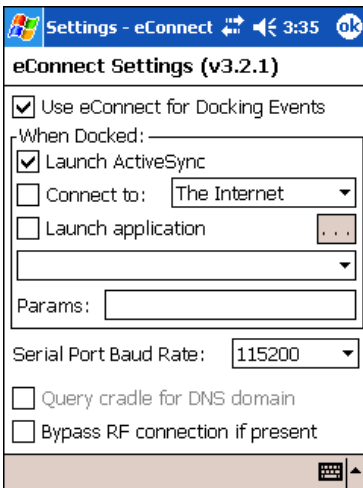 Settings - eConnect 3:35 ok
eConnect Settings (v3.2.1)
Use eConnect for Docking Events
When Docked:
Launch ActiveSync
Connect to: The Internet
Launch application ...
Params:
Serial Port Baud Rate: 115200
Query cradle for DNS domain
Bypass RF connection if present